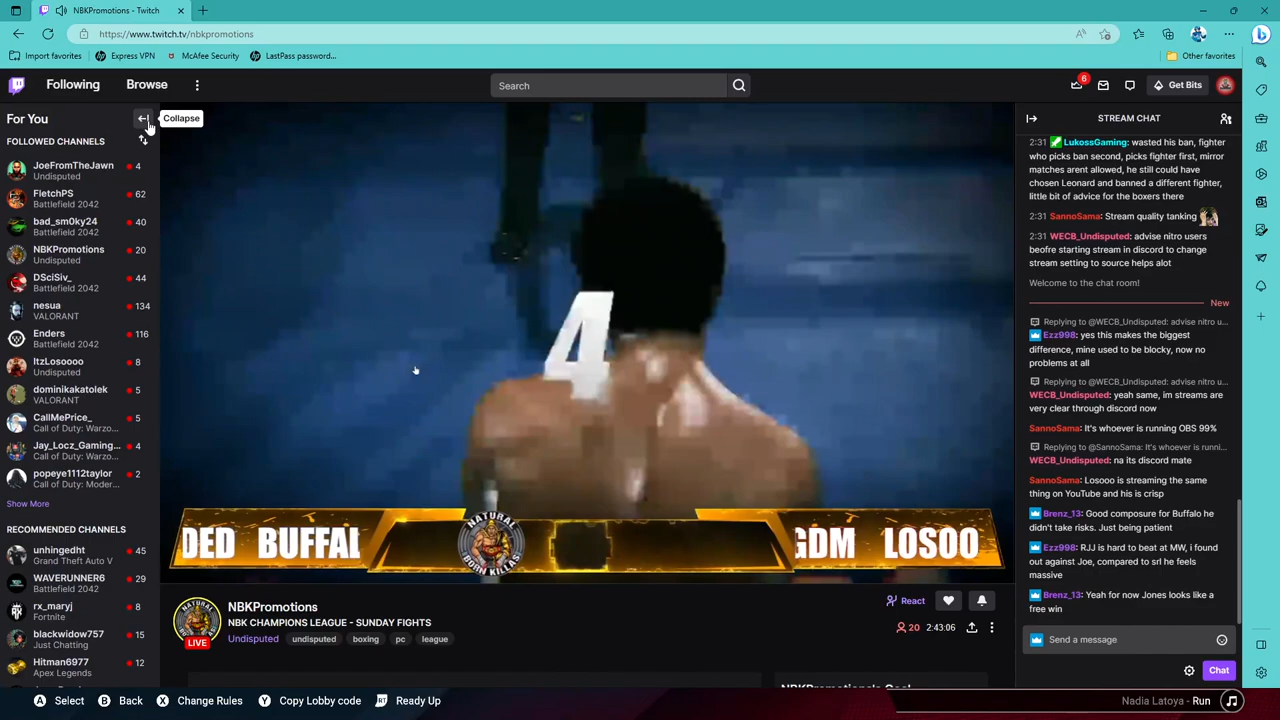 NBKPromotions - Twitch
https://www.twitch.tv/nbkpromotions
Import favorites
Express VPN
McAfee Security
LastPass password...
Other favorites
Following
Browse
Search
6
Get Bits
For You
Collapse
FOLLOWED CHANNELS
JoeFromTheJawn 4
Undisputed
FletchPS 62
Battlefield 2042
bad_sm0ky24 40
Battlefield 2042
NBKPromotions 20
Undisputed
DSciSiv_ 44
Battlefield 2042
nesua 134
VALORANT
Enders 116
Battlefield 2042
ItzLosoooo 8
Undisputed
dominikakatolek 5
VALORANT
CallMePrice_ 5
Call of Duty: Warzo...
Jay_Locz_Gaming... 4
Call of Duty: Warzo...
popeye1112taylor 2
Call of Duty: Moder...
Show More
RECOMMENDED CHANNELS
unhingedht 45
Grand Theft Auto V
WAVERUNNER6 29
Battlefield 2042
rx_maryj 8
Fortnite
blackwidow757 15
Just Chatting
Hitman6977 12
Apex Legends
4
DED BUFFAL
NATURAL
BORN KILLAS
GDM LOSOO
LIVE
NBKPromotions
NBK CHAMPIONS LEAGUE - SUNDAY FIGHTS
Undisputed undisputed boxing pc league
React
20 2:43:06
STREAM CHAT
2:31 LukossGaming: wasted his ban, fighter
who picks ban second, picks fighter first, mirror
matches arent allowed, he still could have
chosen Leonard and banned a different fighter,
little bit of advice for the boxers there
2:31 SannoSama: Stream quality tanking
2:31 WECB_Undisputed: advise nitro users
beofre starting stream in discord to change
stream setting to source helps alot
Welcome to the chat room!
New
Replying to @WECB_Undisputed: advise nitro u...
Ezz998: yes this makes the biggest
difference, mine used to be blocky, now no
problems at all
Replying to @WECB_Undisputed: advise nitro u...
WECB_Undisputed: yeah same, im streams are
very clear through discord now
SannoSama: It's whoever is running OBS 99%
Replying to @SannoSama: It's whoever is runni...
WECB_Undisputed: na its discord mate
SannoSama: Losooo is streaming the same
thing on YouTube and his is crisp
Brenz_13: Good composure for Buffalo he
didn't take risks. Just being patient
Ezz998: RJJ is hard to beat at MW, i found
out against Joe, compared to srl he feels
massive
Brenz_13: Yeah for now Jones looks like a
free win
Send a message
Chat
A Select
B Back
X Change Rules
Y Copy Lobby code
RT Ready Up
Nadia Latoya - Run